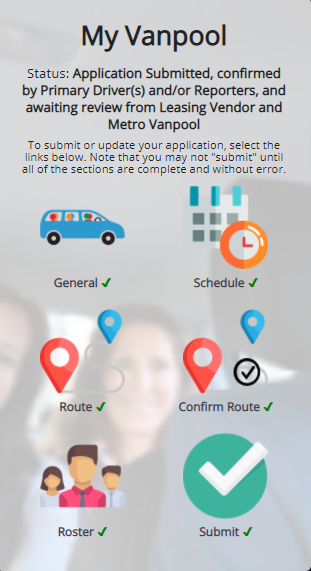 My Vanpool
Status: Application Submitted, confirmed
by Primary Driver(s) and/or Reporters, and
awaiting review from Leasing Vendor and
Metro Vanpool
To submit or update your application, select the
links below. Note that you may not "submit" until
all of the sections are complete and without error.
General ✓
Schedule ✓
Route ✓
Confirm Route ✓
Roster ✓
Submit ✓